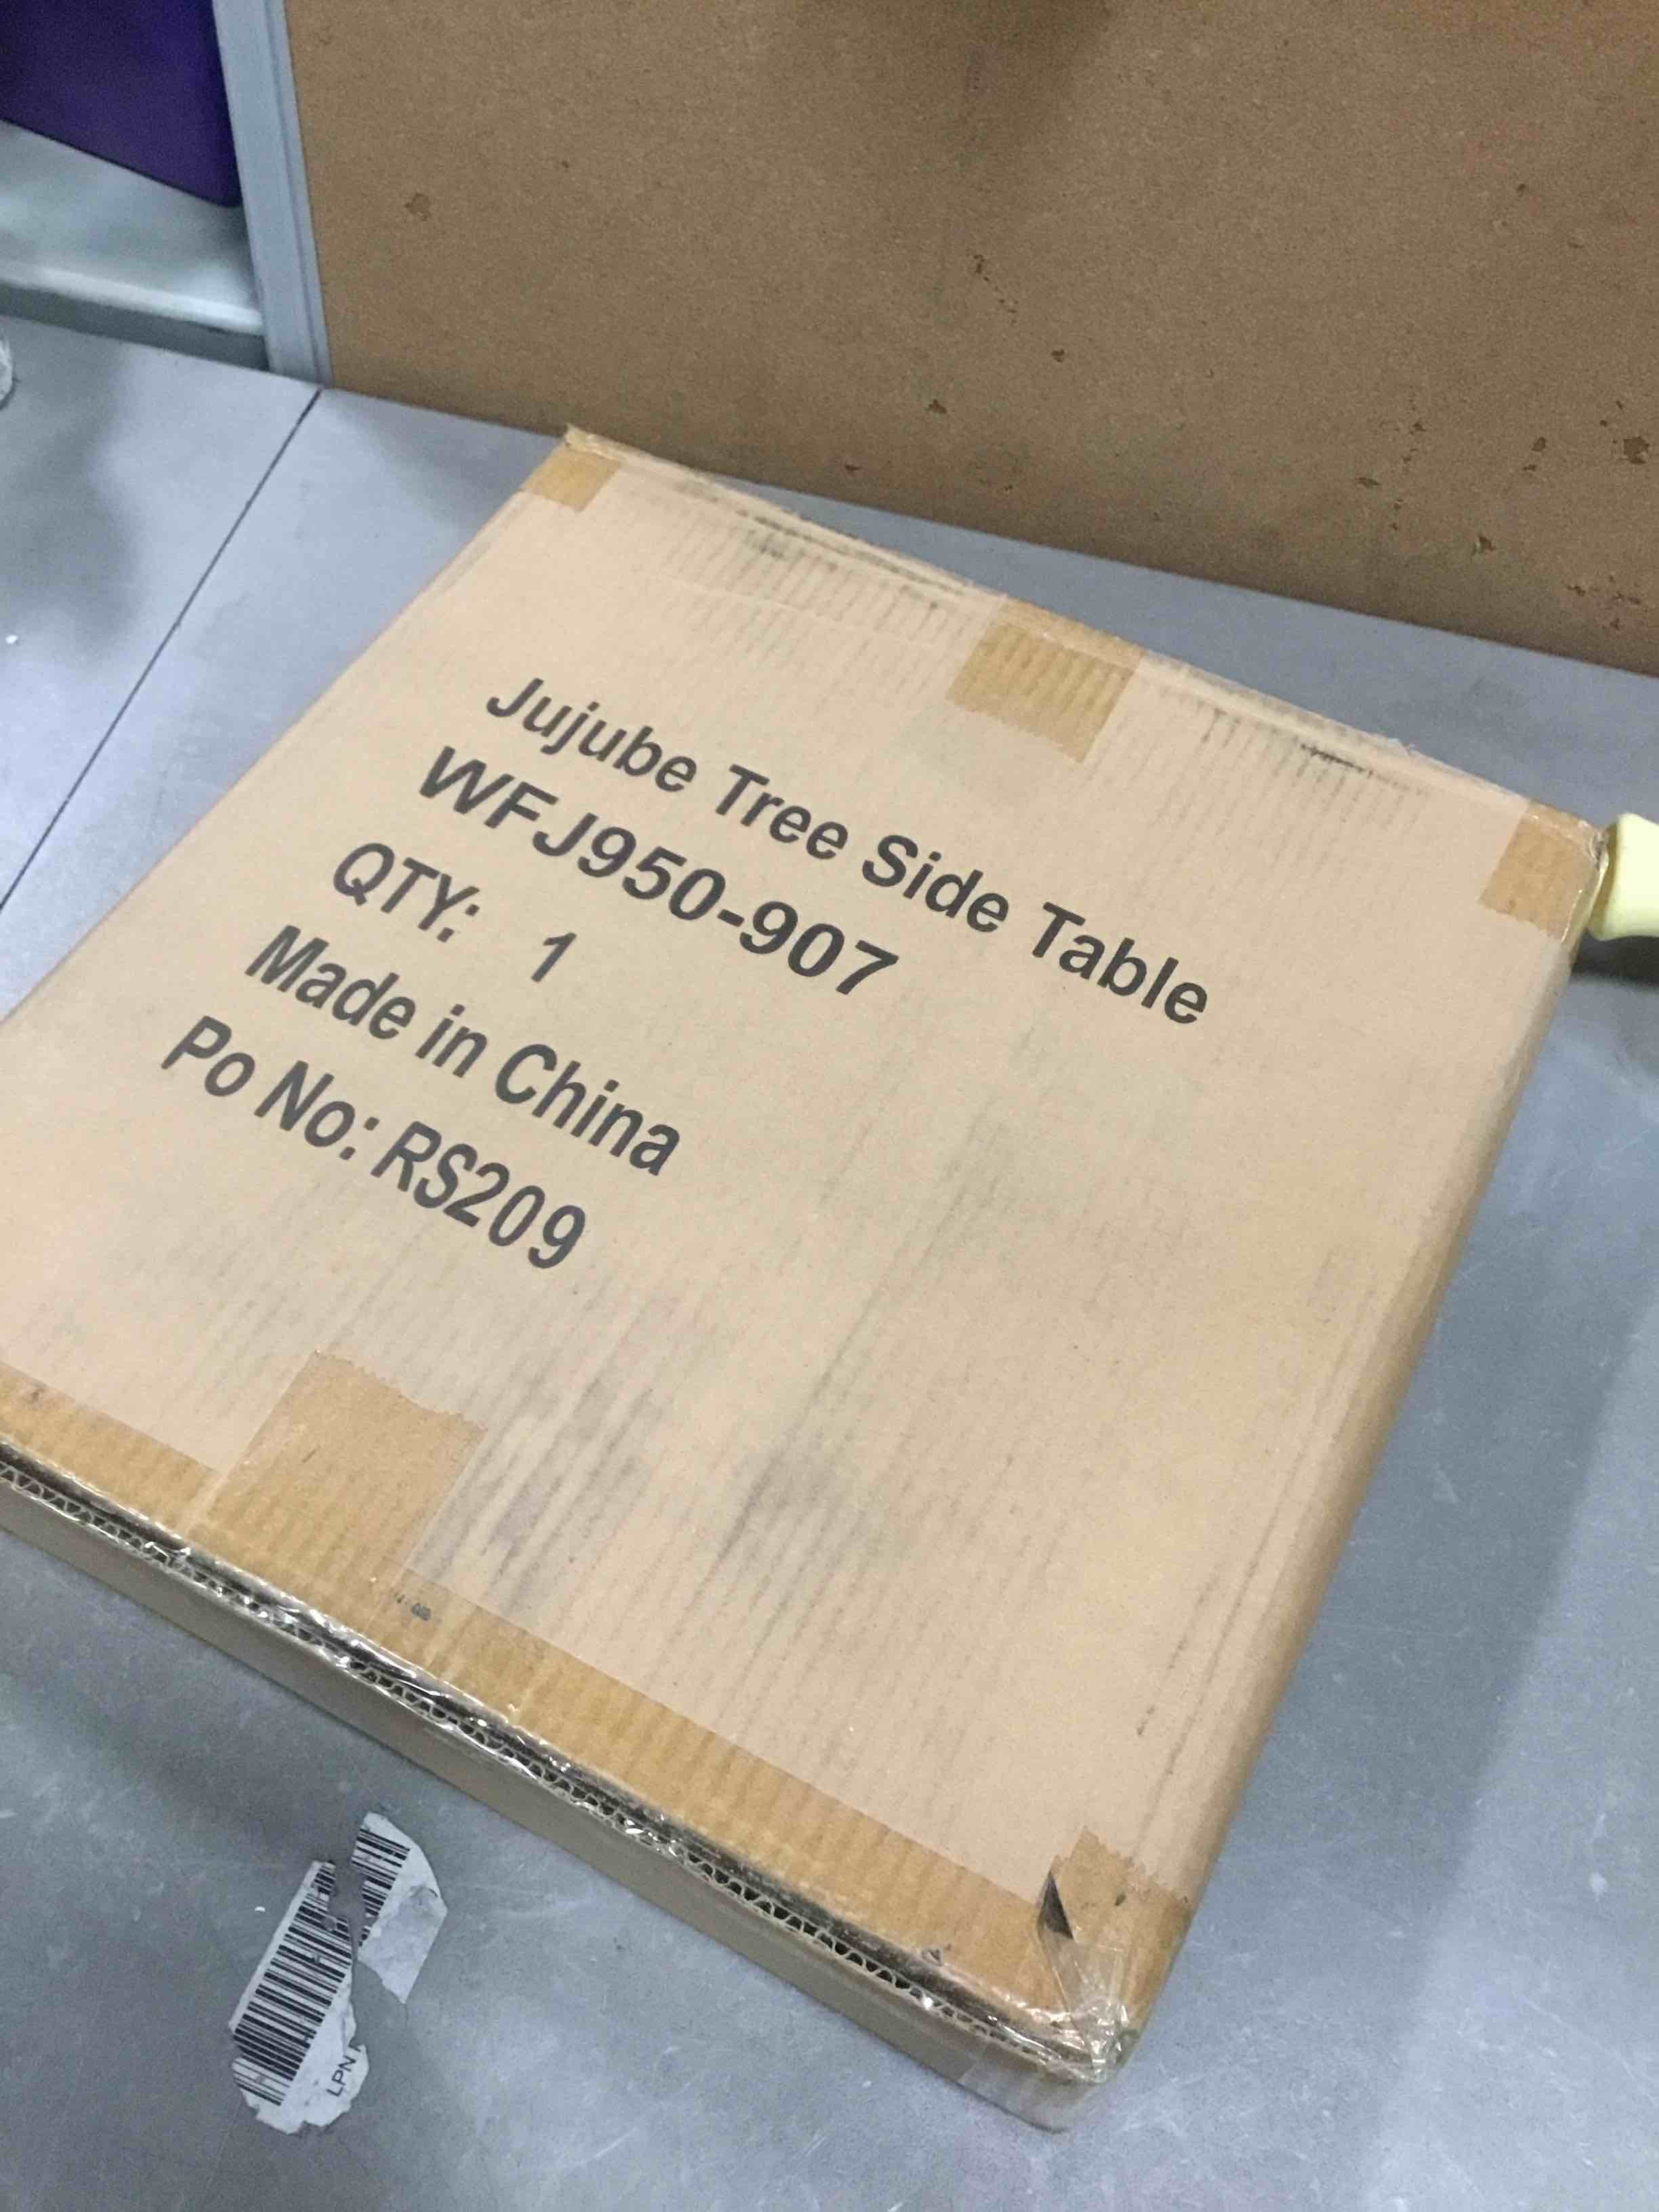 Jujube Tree Side Table
WFJ950-907
QTY: 1
Made in China
Po No: RS209
LPN